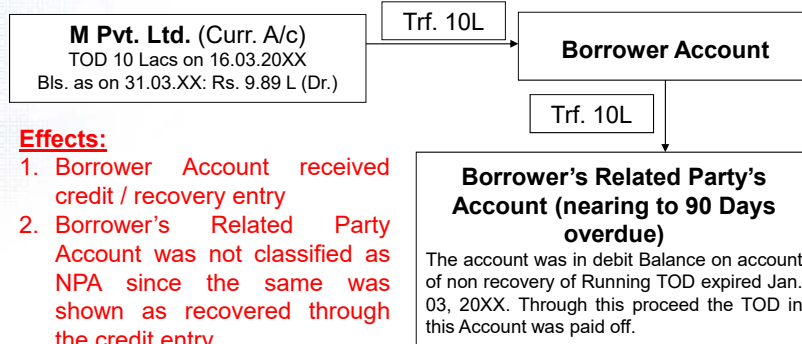 M Pvt. Ltd. (Curr. A/c)
TOD 10 Lacs on 16.03.20XX
Bls. as on 31.03.XX: Rs. 9.89 L (Dr.)
Trf. 10L
Borrower Account
Trf. 10L
Effects:
1. Borrower Account received
credit / recovery entry
2. Borrower's Related Party
Account was not classified as
NPA since the same was
shown as recovered through
the credit entry
Borrower's Related Party's
Account (nearing to 90 Days
overdue)
The account was in debit Balance on account
of non recovery of Running TOD expired Jan.
03, 20XX. Through this proceed the TOD in
this Account was paid off.